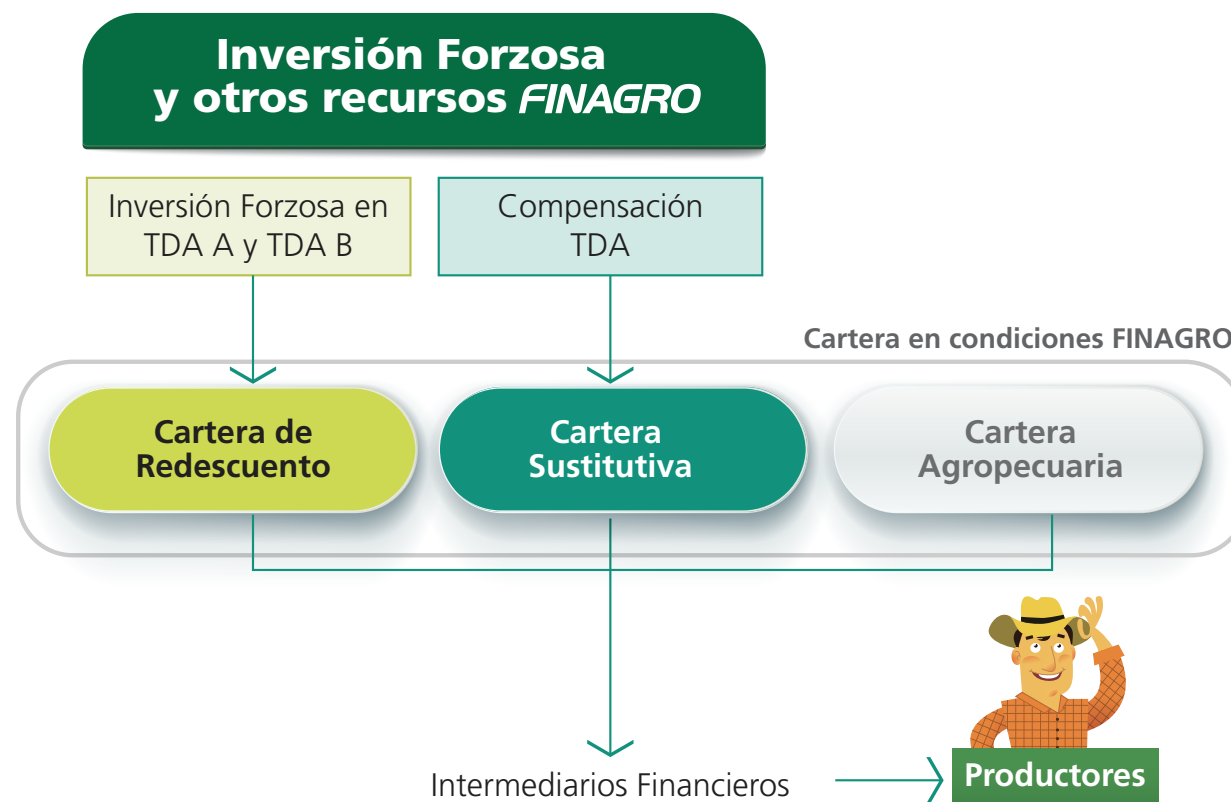 Inversión Forzosa
y otros recursos FINAGRO
Inversión Forzosa en
TDA A y TDA B
Compensación
TDA
Cartera en condiciones FINAGRO
Cartera de
Redescuento
Cartera
Sustitutiva
Cartera
Agropecuaria
Intermediarios Financieros
Productores